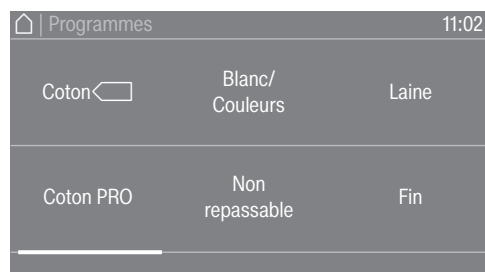 | Programmes 11:02
Coton
Blanc/
Couleurs
Laine
Coton PRO
Non
repassable
Fin